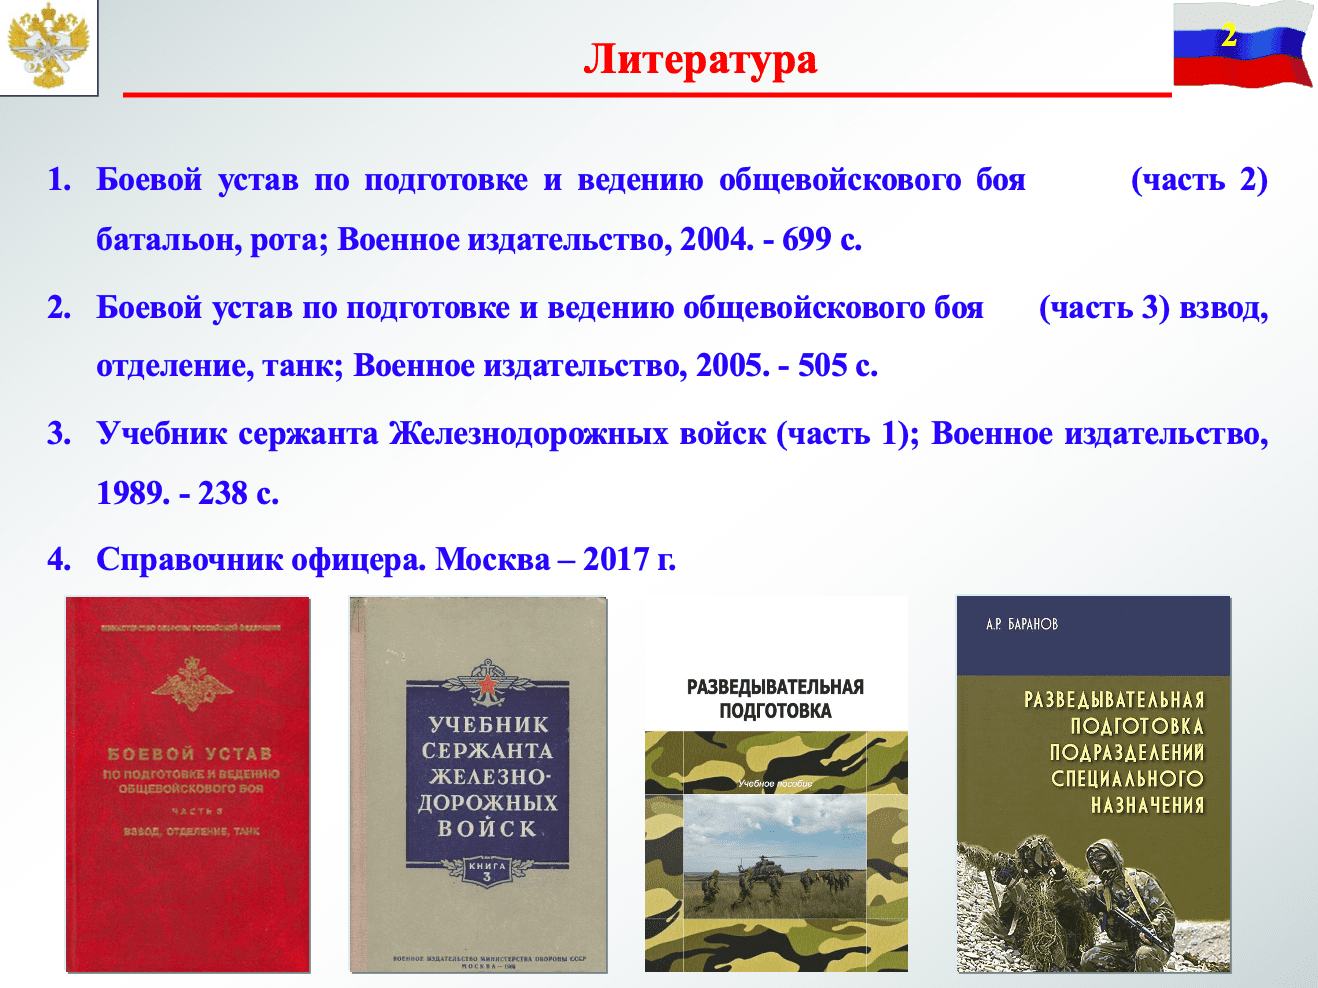 2
Литература
1. Боевой устав по подготовке и ведению общевойскового боя (часть 2)
батальон, рота; Военное издательство, 2004. - 699 с.
2. Боевой устав по подготовке и ведению общевойскового боя (часть 3) взвод,
отделение, танк; Военное издательство, 2005. - 505 с.
3. Учебник сержанта Железнодорожных войск (часть 1); Военное издательство,
1989. - 238 с.
4. Справочник офицера. Москва – 2017 г.
МИНИСТЕРСТВО ОБОРОНЫ РОССИЙСКОЙ ФЕДЕРАЦИИ
БОЕВОЙ УСТАВ
ПО ПОДГОТОВКЕ И ВЕДЕНИЮ
ОБЩЕВОЙСКОВОГО БОЯ
ЧАСТЬ 3
ВЗВОД, ОТДЕЛЕНИЕ, ТАНК
УЧЕБНИК
СЕРЖАНТА
ЖЕЛЕЗНО-
ДОРОЖНЫХ
ВОЙСК
КНИГА
3
ВОЕННОЕ ИЗДАТЕЛЬСТВО МИНИСТЕРСТВА ОБОРОНЫ СССР
МОСКВА —
РАЗВЕДЫВАТЕЛЬНАЯ
ПОДГОТОВКА
Учебное пособие
А.Р. БАРАНОВ
РАЗВЕДЫВАТЕЛЬНАЯ
ПОДГОТОВКА
ПОДРАЗДЕЛЕНИЙ
СПЕЦИАЛЬНОГО
НАЗНАЧЕНИЯ